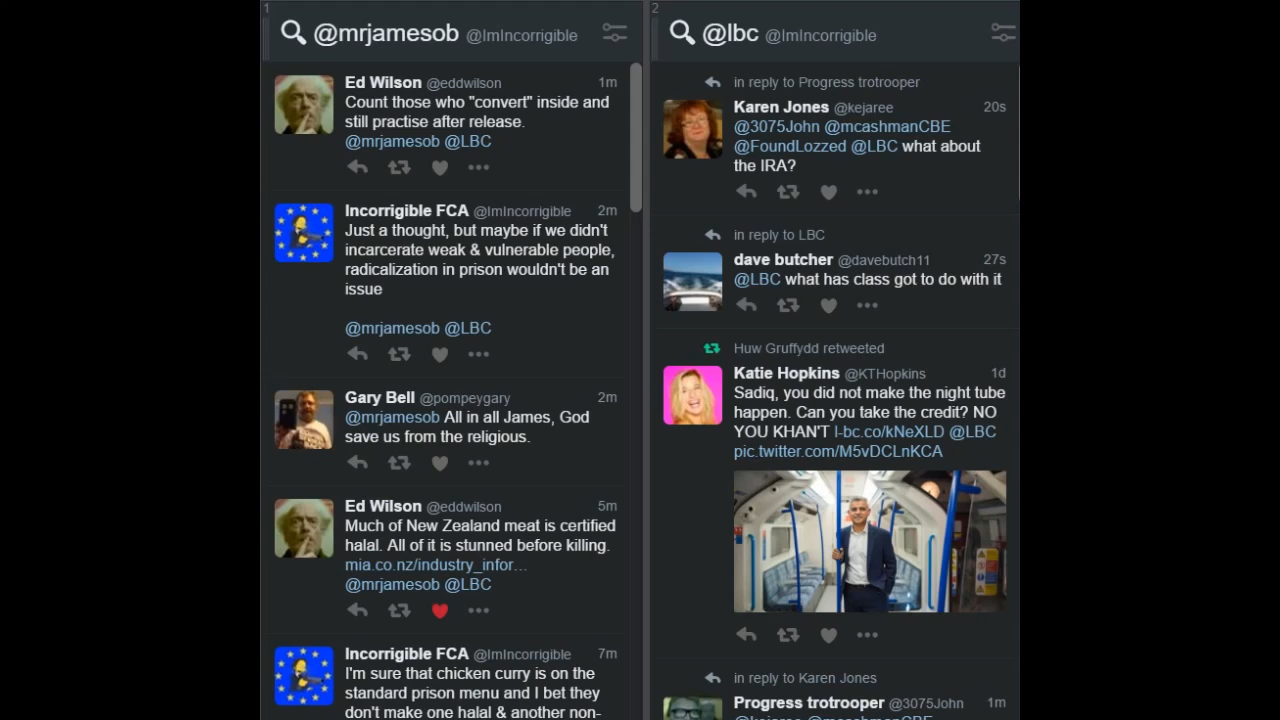 1
@mrjamesob @ImIncorrigible
Ed Wilson @eddwilson 1m
Count those who "convert" inside and
still practise after release.
@mrjamesob @LBC
Incorrigible FCA @ImIncorrigible 2m
Just a thought, but maybe if we didn't
incarcerate weak & vulnerable people,
radicalization in prison wouldn't be an
issue
@mrjamesob @LBC
Gary Bell @pompeygary 2m
@mrjamesob All in all James, God
save us from the religious.
Ed Wilson @eddwilson 5m
Much of New Zealand meat is certified
halal. All of it is stunned before killing.
mia.co.nz/industry_infor…
@mrjamesob @LBC
Incorrigible FCA @ImIncorrigible 7m
I'm sure that chicken curry is on the
standard prison menu and I bet they
don't make one halal & another non-
2
@lbc @ImIncorrigible
in reply to Progress trotrooper
Karen Jones @kejaree 20s
@3075John @mcashmanCBE
@FoundLozzed @LBC what about
the IRA?
in reply to LBC
dave butcher @davebutch11 27s
@LBC what has class got to do with it
Huw Gruffydd retweeted
Katie Hopkins @KTHopkins 1d
Sadiq, you did not make the night tube
happen. Can you take the credit? NO
YOU KHAN'T l-bc.co/kNeXLD @LBC
pic.twitter.com/M5vDCLnKCA
in reply to Karen Jones
Progress trotrooper @3075John 1m
@kejaree @mcashmanCBE